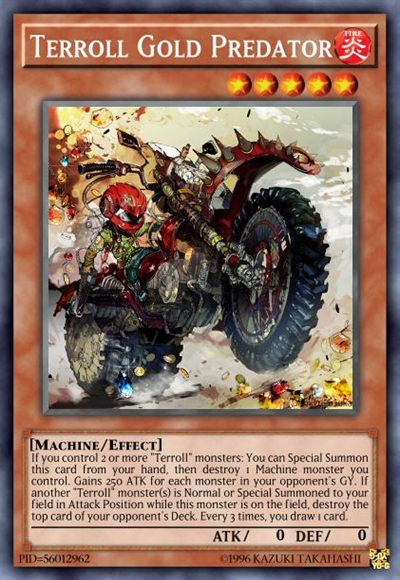 Terroll Gold Predator
FIRE
炎
[Machine/Effect]
If you control 2 or more "Terroll" monsters: You can Special Summon
this card from your hand, then destroy 1 Machine monster you
control. Gains 250 ATK for each monster in your opponent's GY. If
another "Terroll" monster(s) is Normal or Special Summoned to your
field in Attack Position while this monster is on the field, destroy the
top card of your opponent's Deck. Every 3 times, you draw 1 card.
ATK/ 0 DEF/ 0
PID=56012962 ©1996 KAZUKI TAKAHASHI